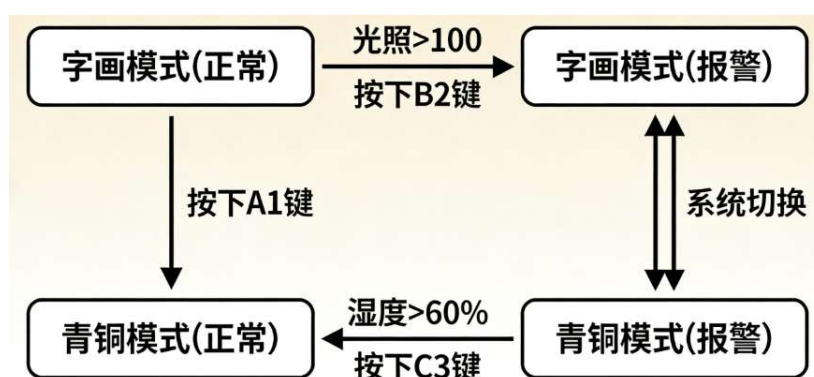 字画模式(正常)
光照>100
按下B2键
字画模式(报警)
按下A1键
系统切换
青铜模式(正常)
湿度>60%
按下C3键
青铜模式(报警)